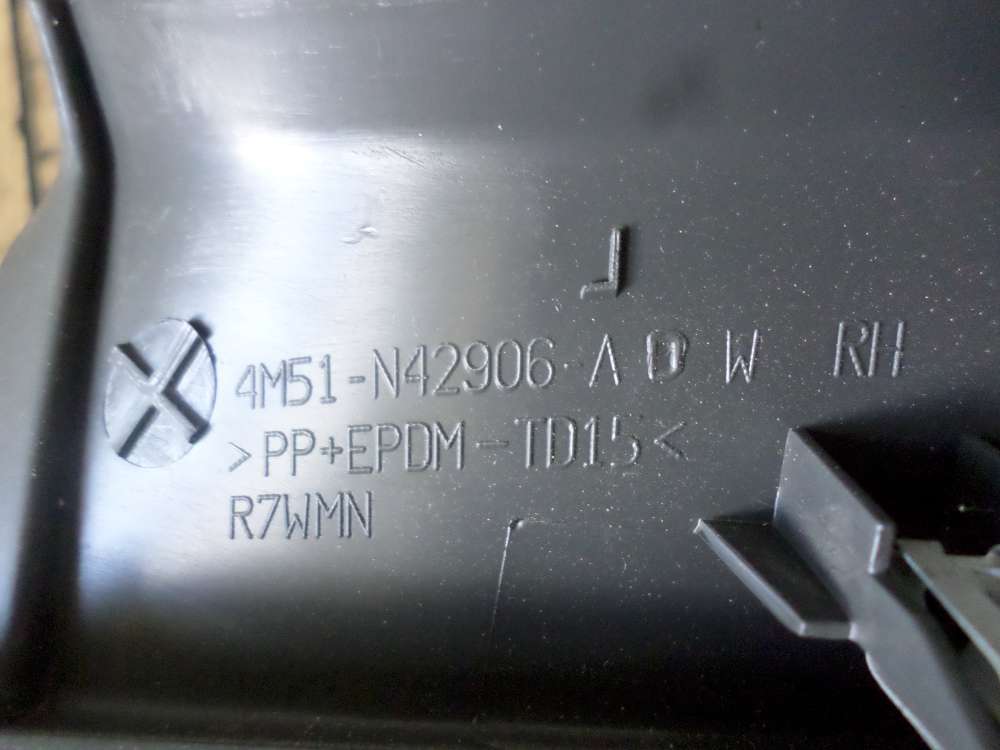 4M51-N42906-A D W RH
>PP+EPDM-TD15<
R7WMN